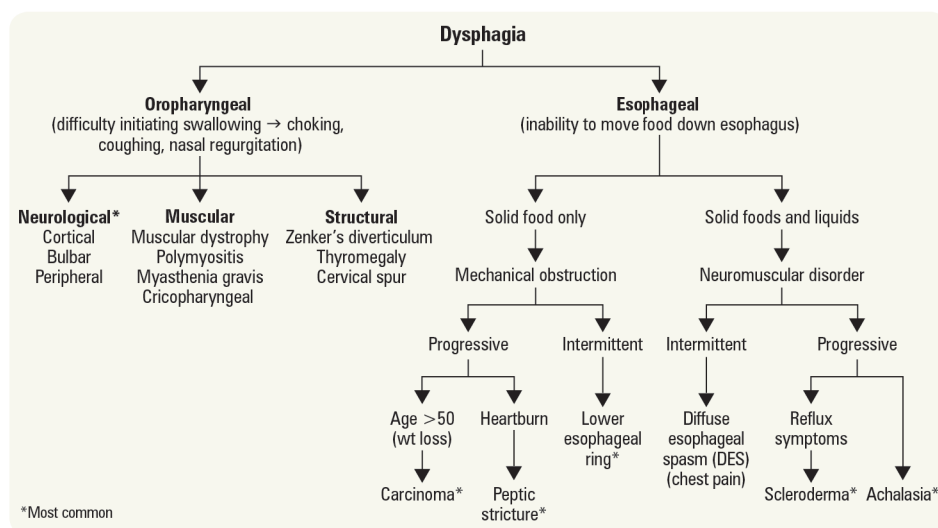 Dysphagia
Oropharyngeal
(difficulty initiating swallowing → choking,
coughing, nasal regurgitation)
Esophageal
(inability to move food down esophagus)
Neurological*
Cortical
Bulbar
Peripheral
Muscular
Muscular dystrophy
Polymyositis
Myasthenia gravis
Cricopharyngeal
Structural
Zenker's diverticulum
Thyromegaly
Cervical spur
Solid food only
Mechanical obstruction
Solid foods and liquids
Neuromuscular disorder
Progressive
Intermittent
Intermittent
Progressive
Age >50
(wt loss)
Carcinoma*
Heartburn
Peptic
stricture*
Lower
esophageal
ring*
Diffuse
esophageal
spasm (DES)
(chest pain)
Reflux
symptoms
Scleroderma*
Achalasia*
*Most common